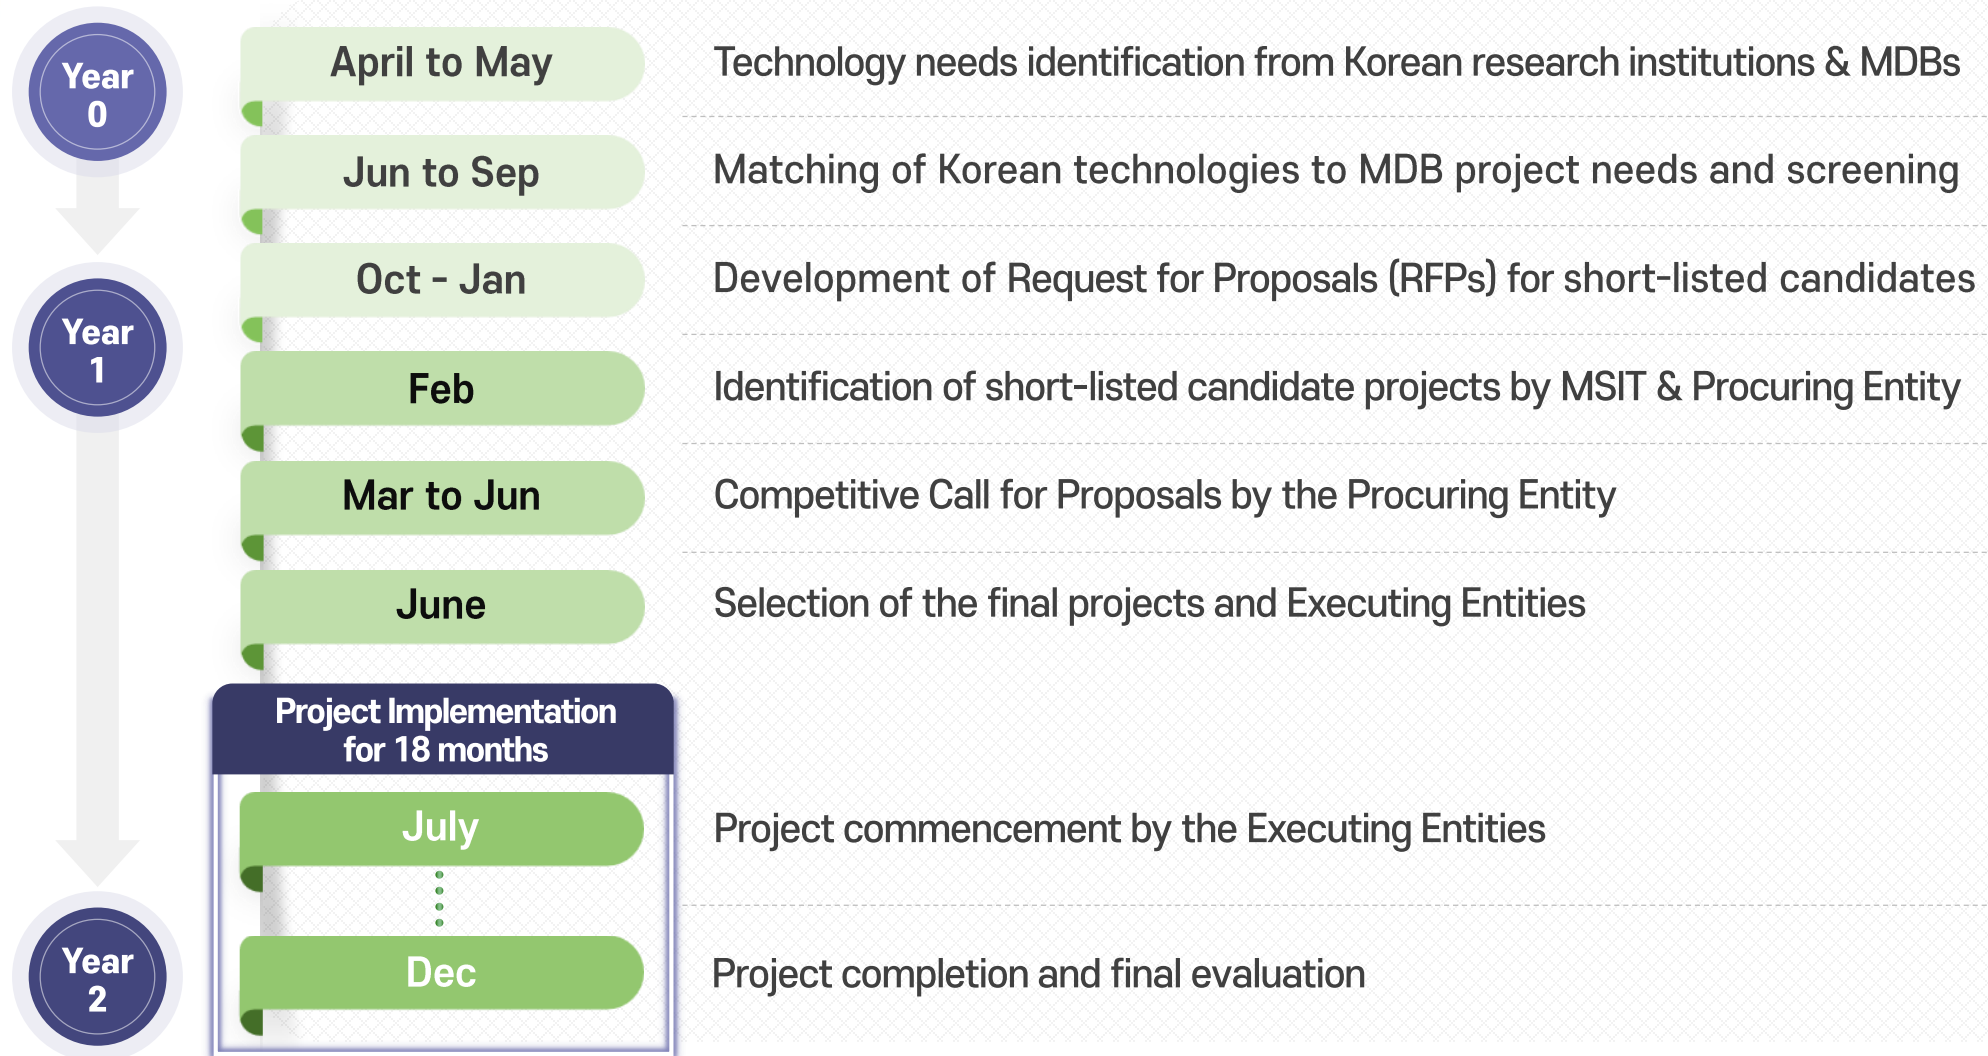 Year
0
April to May
Technology needs identification from Korean research institutions & MDBs
Jun to Sep
Matching of Korean technologies to MDB project needs and screening
Oct - Jan
Development of Request for Proposals (RFPs) for short-listed candidates
Year
1
Feb
Identification of short-listed candidate projects by MSIT & Procuring Entity
Mar to Jun
Competitive Call for Proposals by the Procuring Entity
June
Selection of the final projects and Executing Entities
Project Implementation
for 18 months
July
Project commencement by the Executing Entities
Year
2
Dec
Project completion and final evaluation